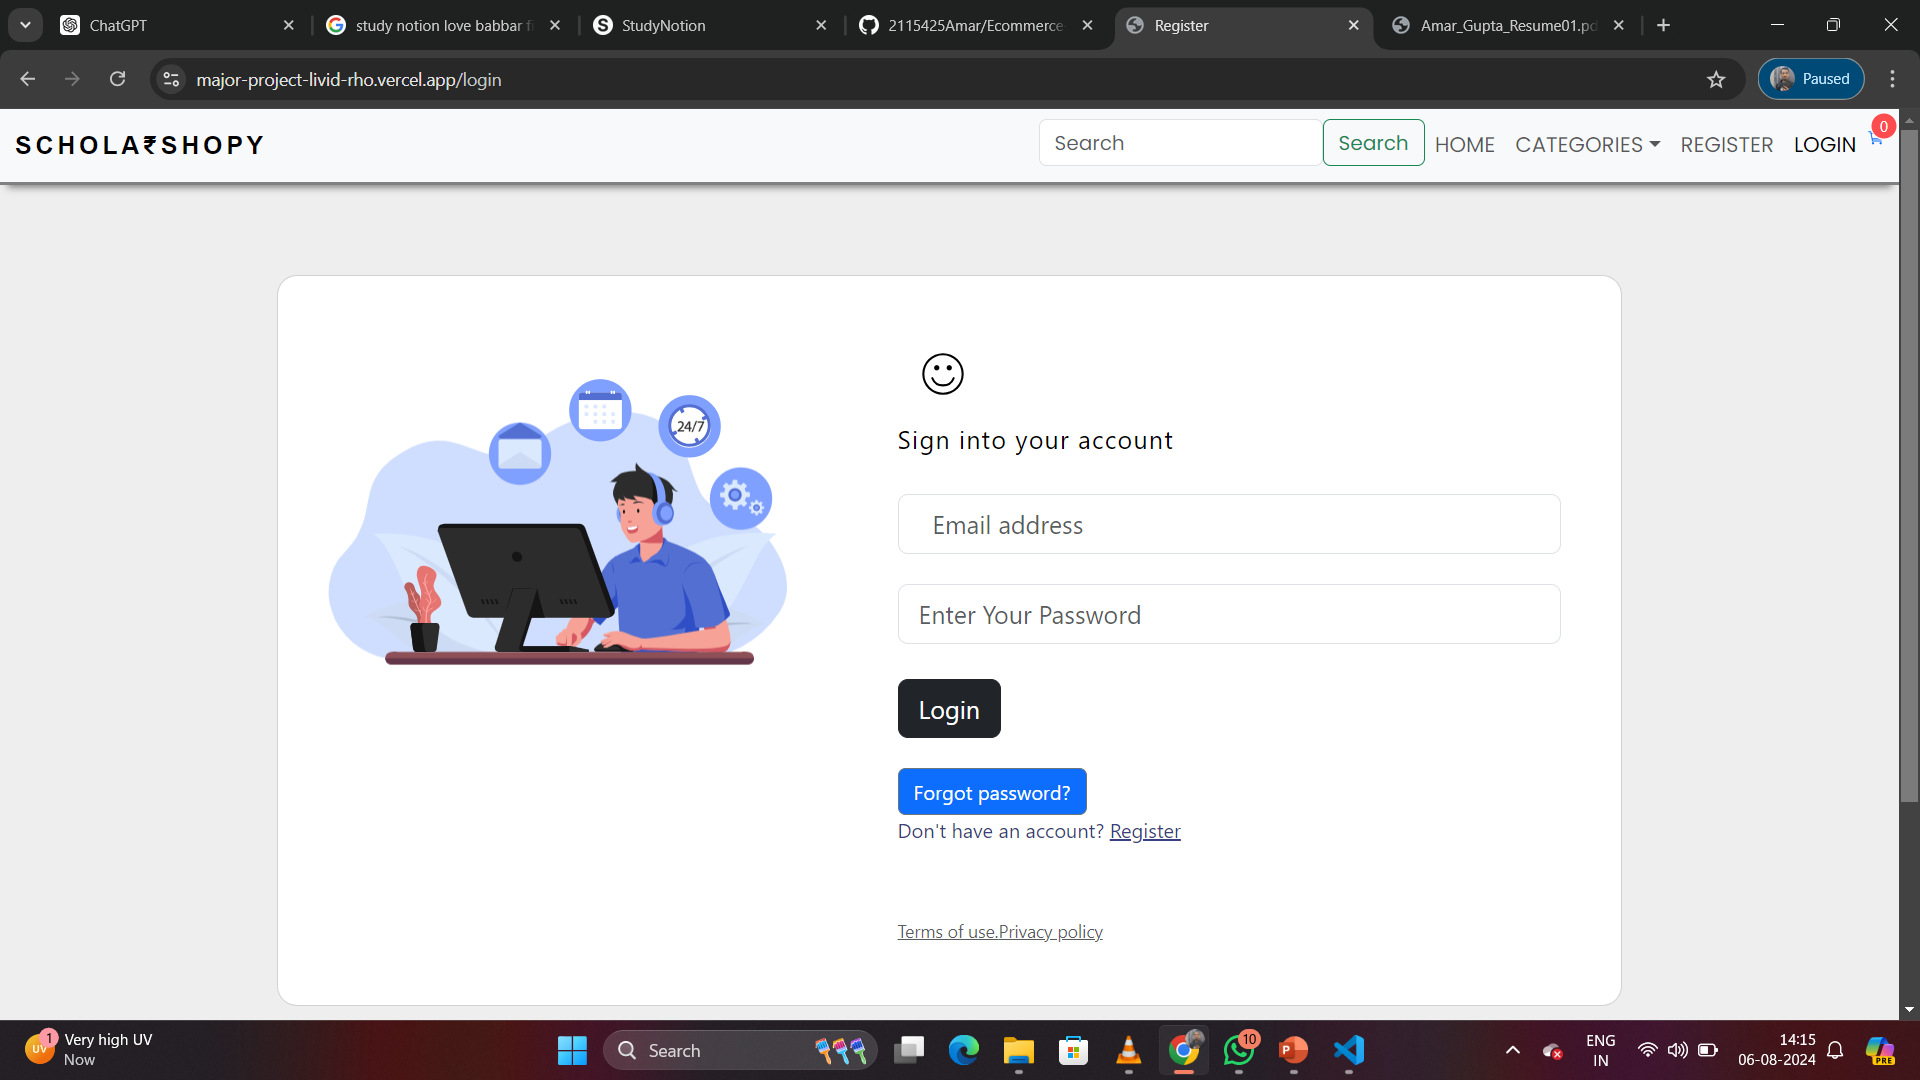 ChatGPT
study notion love babbar fi
StudyNotion
2115425Amar/Ecommerce-
Register
Amar_Gupta_Resume01.pd
major-project-livid-rho.vercel.app/login
Paused
SCHOLA₹SHOPY
Search
Search
HOME
CATEGORIES
REGISTER
LOGIN
0
24/7
Sign into your account
Email address
Enter Your Password
Login
Forgot password?
Don't have an account? Register
Terms of use.Privacy policy
UV
1
Very high UV
Now
Search
10
P
ENG
IN
14:15
06-08-2024
PRE